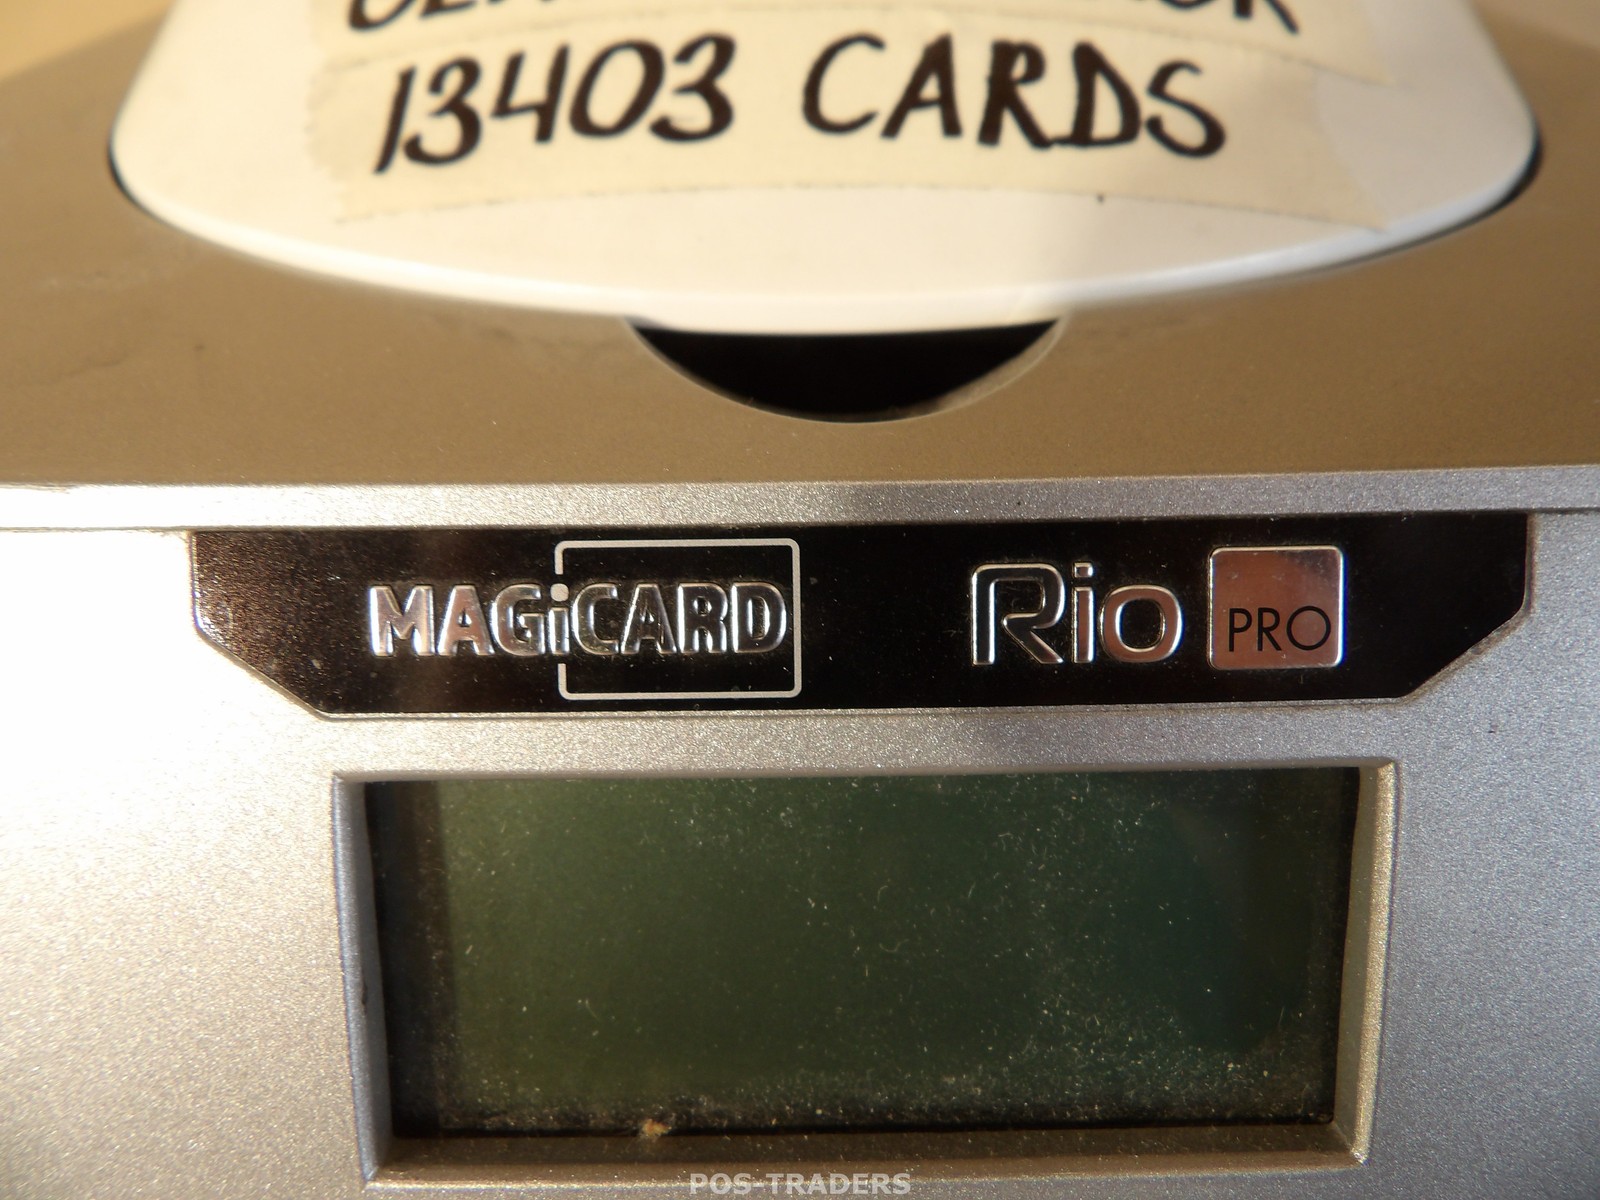 13403 CARDS
MAGiCARD Rio PRO
POS-TRADERS